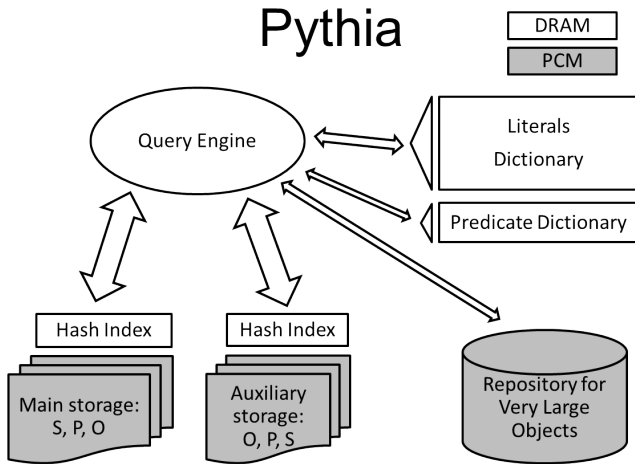 Pythia
DRAM
PCM
Query Engine
Literals
Dictionary
Predicate Dictionary
Hash Index
Hash Index
Main storage:
S, P, O
Auxiliary
storage:
O, P, S
Repository for
Very Large
Objects